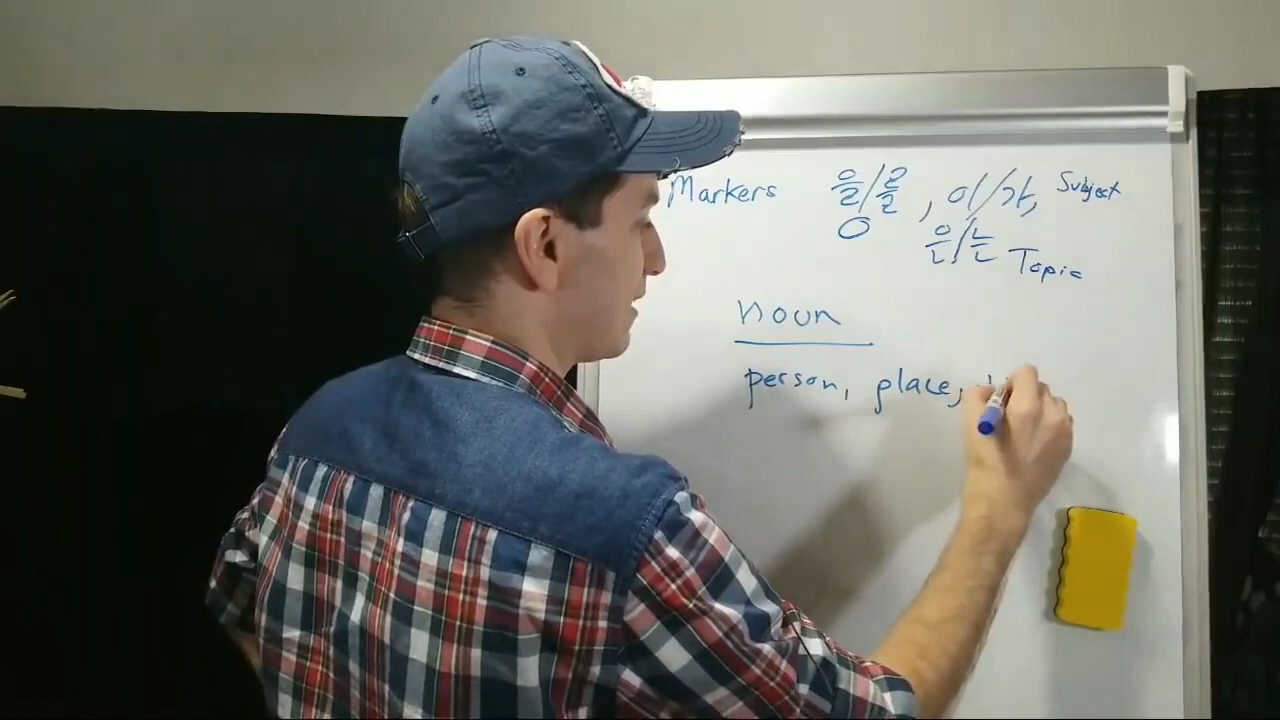 Markers 을/를, 이/가, Subject
O 은/는 Topic
noun
person, place,